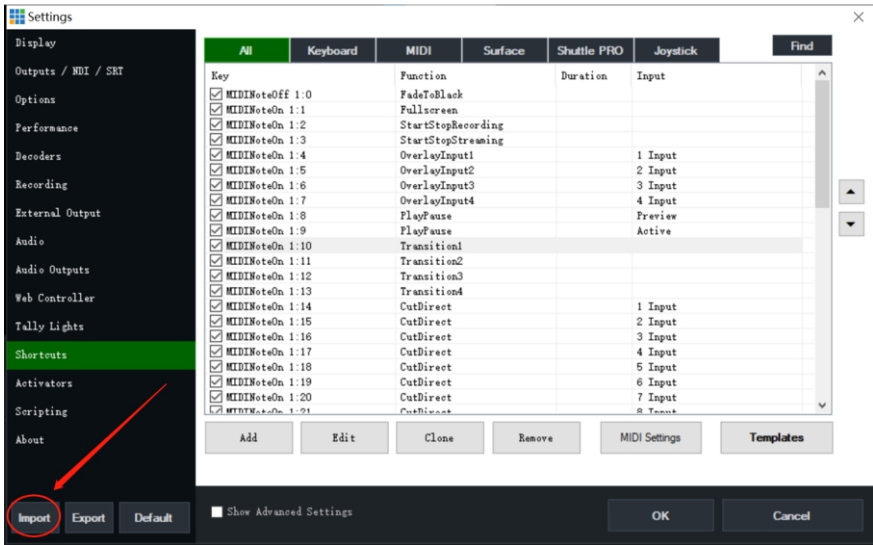 Settings
Display
Outputs / NDI / SRT
Options
Performance
Decoders
Recording
External Output
Audio
Audio Outputs
Web Controller
Tally Lights
Shortcuts
Activators
Scripting
About
Import Export Default
All Keyboard MIDI Surface Shuttle PRO Joystick Find
Key Function Duration Input
MIDINoteOff 1:0 FadeToBlack
MIDINoteOn 1:1 Fullscreen
MIDINoteOn 1:2 StartStopRecording
MIDINoteOn 1:3 StartStopStreaming
MIDINoteOn 1:4 OverlayInput1 1 Input
MIDINoteOn 1:5 OverlayInput2 2 Input
MIDINoteOn 1:6 OverlayInput3 3 Input
MIDINoteOn 1:7 OverlayInput4 4 Input
MIDINoteOn 1:8 PlayPause Preview
MIDINoteOn 1:9 PlayPause Active
MIDINoteOn 1:10 Transition1
MIDINoteOn 1:11 Transition2
MIDINoteOn 1:12 Transition3
MIDINoteOn 1:13 Transition4
MIDINoteOn 1:14 CutDirect 1 Input
MIDINoteOn 1:15 CutDirect 2 Input
MIDINoteOn 1:16 CutDirect 3 Input
MIDINoteOn 1:17 CutDirect 4 Input
MIDINoteOn 1:18 CutDirect 5 Input
MIDINoteOn 1:19 CutDirect 6 Input
MIDINoteOn 1:20 CutDirect 7 Input
MIDINoteOn 1:21 CutDirect 8 Input
Add Edit Clone Remove MIDI Settings Templates
Show Advanced Settings OK Cancel